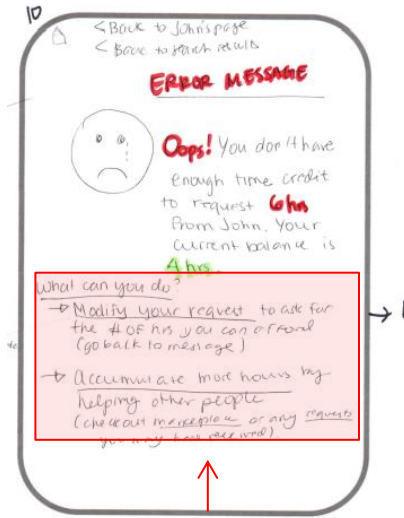 10
< Back to John's page
< Back to search results
ERROR MESSAGE
Oops! You don't have
enough time credit
to request 6hrs
from John. Your
current balance is
4 hrs.
What can you do?
→ Modify your request to ask for
the # of hrs you can afford
(go back to message)
→ Accumulate more hours by
helping other people
(check out marketplace or any requests
you may have received)